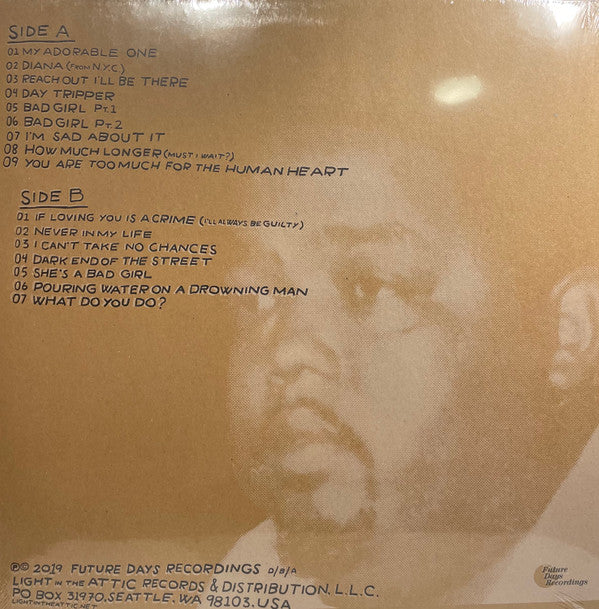 SIDE A
01 MY ADORABLE ONE
02 DIANA (FROM N.Y.C)
03 REACH OUT I'LL BE THERE
04 DAY TRIPPER
05 BAD GIRL PT.1
06 BAD GIRL PT.2
07 I'M SAD ABOUT IT
08 HOW MUCH LONGER (MUST I WAIT?)
09 YOU ARE TOO MUCH FOR THE HUMAN HEART
SIDE B
01 IF LOVING YOU IS A CRIME (I'LL ALWAYS BE GUILTY)
02 NEVER IN MY LIFE
03 I CAN'T TAKE NO CHANCES
04 DARK END OF THE STREET
05 SHE'S A BAD GIRL
06 POURING WATER ON A DROWNING MAN
07 WHAT DO YOU DO?
℗© 2019 FUTURE DAYS RECORDINGS D/B/A
LIGHT IN THE ATTIC RECORDS & DISTRIBUTION, L.L.C.
PO BOX 31970, SEATTLE, WA 98103, USA
LIGHTINTHEATTIC.NET
Future
Days
Recordings